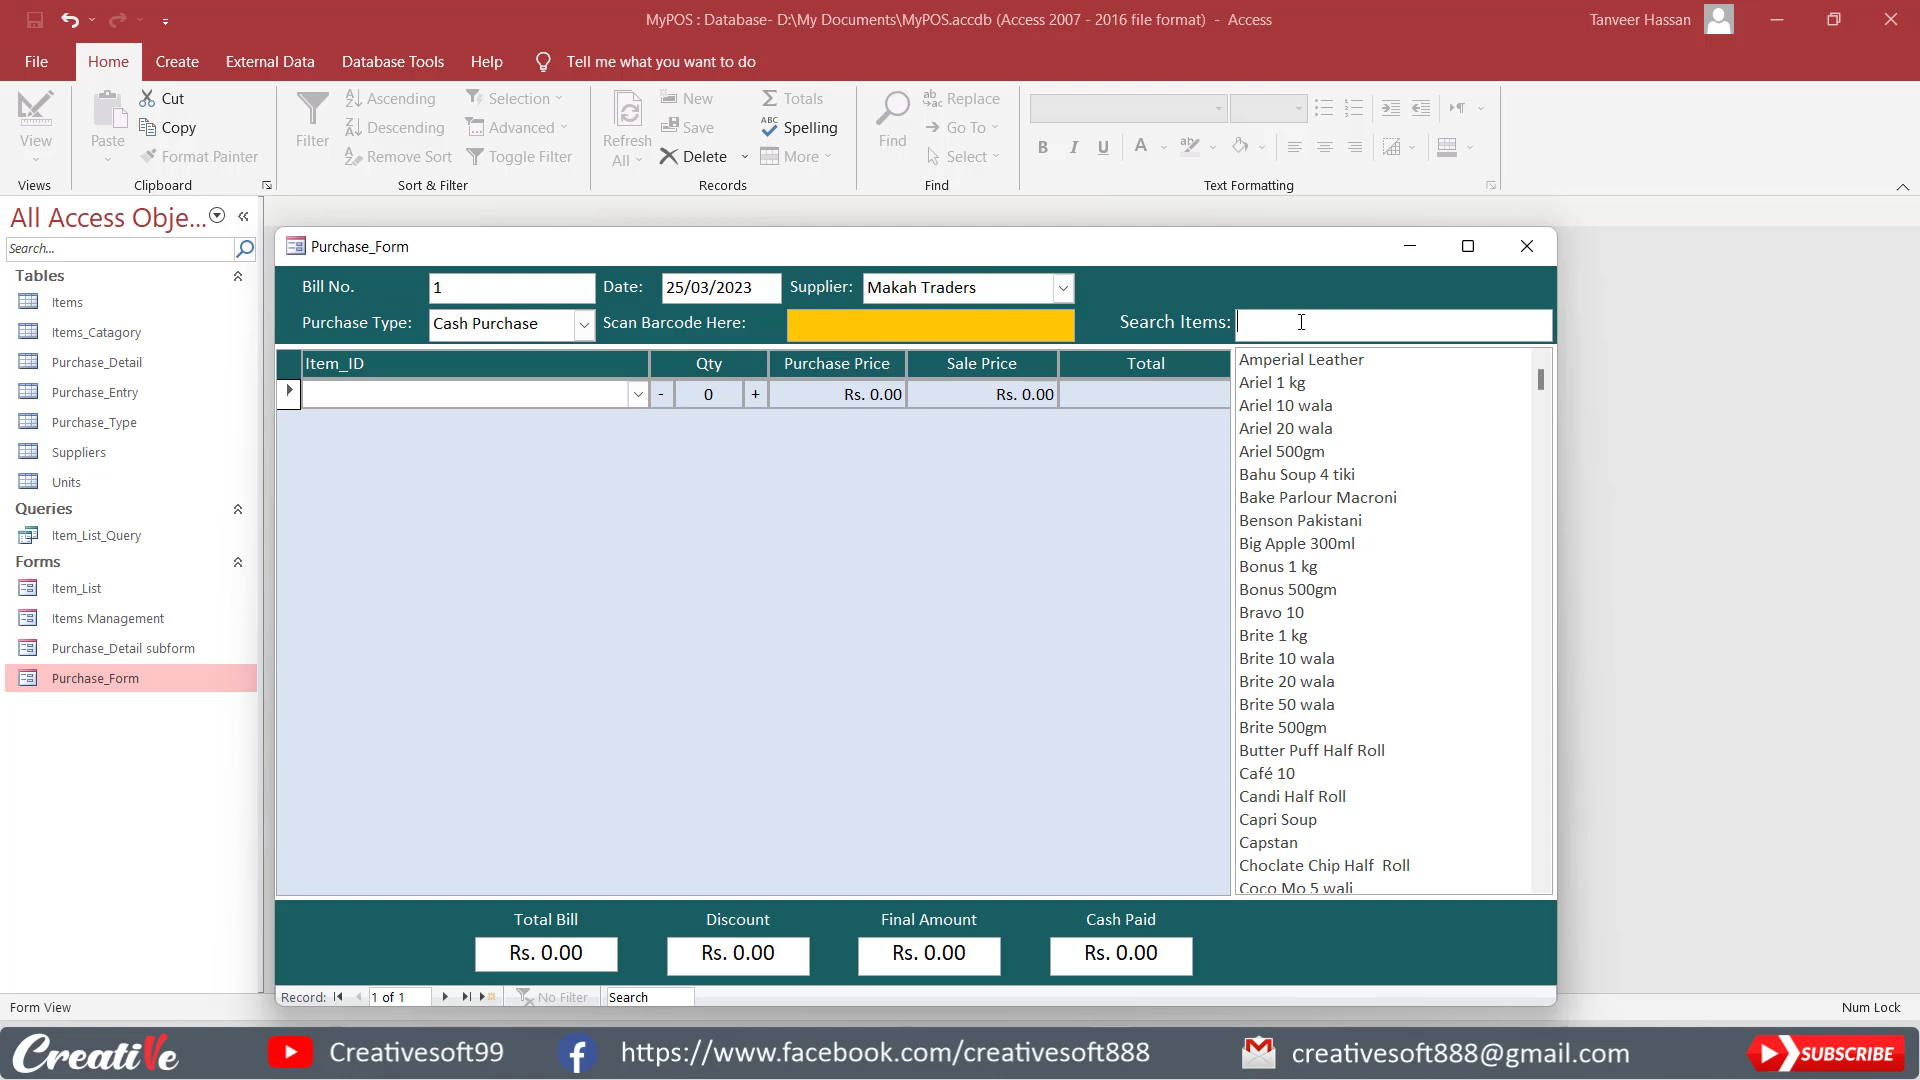 MyPOS : Database- D:\My Documents\MyPOS.accdb (Access 2007 - 2016 file format) - Access
Tanveer Hassan
File
Home
Create
External Data
Database Tools
Help
Tell me what you want to do
View
Views
Paste
Cut
Copy
Format Painter
Clipboard
Filter
Ascending
Descending
Remove Sort
Selection
Advanced
Toggle Filter
Sort & Filter
Refresh
All
New
Save
Delete
Totals
Spelling
More
Records
Find
Replace
Go To
Select
Find
Text Formatting
All Access Obje...
Search...
Tables
Items
Items_Catagory
Purchase_Detail
Purchase_Entry
Purchase_Type
Suppliers
Units
Queries
Item_List_Query
Forms
Item_List
Items Management
Purchase_Detail subform
Purchase_Form
Purchase_Form
Bill No. 1 Date: 25/03/2023 Supplier: Makah Traders
Purchase Type: Cash Purchase Scan Barcode Here: Search Items:
Item_ID Qty Purchase Price Sale Price Total
- 0 + Rs. 0.00 Rs. 0.00
Amperial Leather
Ariel 1 kg
Ariel 10 wala
Ariel 20 wala
Ariel 500gm
Bahu Soup 4 tiki
Bake Parlour Macroni
Benson Pakistani
Big Apple 300ml
Bonus 1 kg
Bonus 500gm
Bravo 10
Brite 1 kg
Brite 10 wala
Brite 20 wala
Brite 50 wala
Brite 500gm
Butter Puff Half Roll
Café 10
Candi Half Roll
Capri Soup
Capstan
Choclate Chip Half  Roll
Coco Mo 5 wali
Total Bill Discount Final Amount Cash Paid
Rs. 0.00 Rs. 0.00 Rs. 0.00 Rs. 0.00
Record: 1 of 1 No Filter Search
Form View
Num Lock
CreatiVe
Creativesoft99
https://www.facebook.com/creativesoft888
creativesoft888@gmail.com
SUBSCRIBE